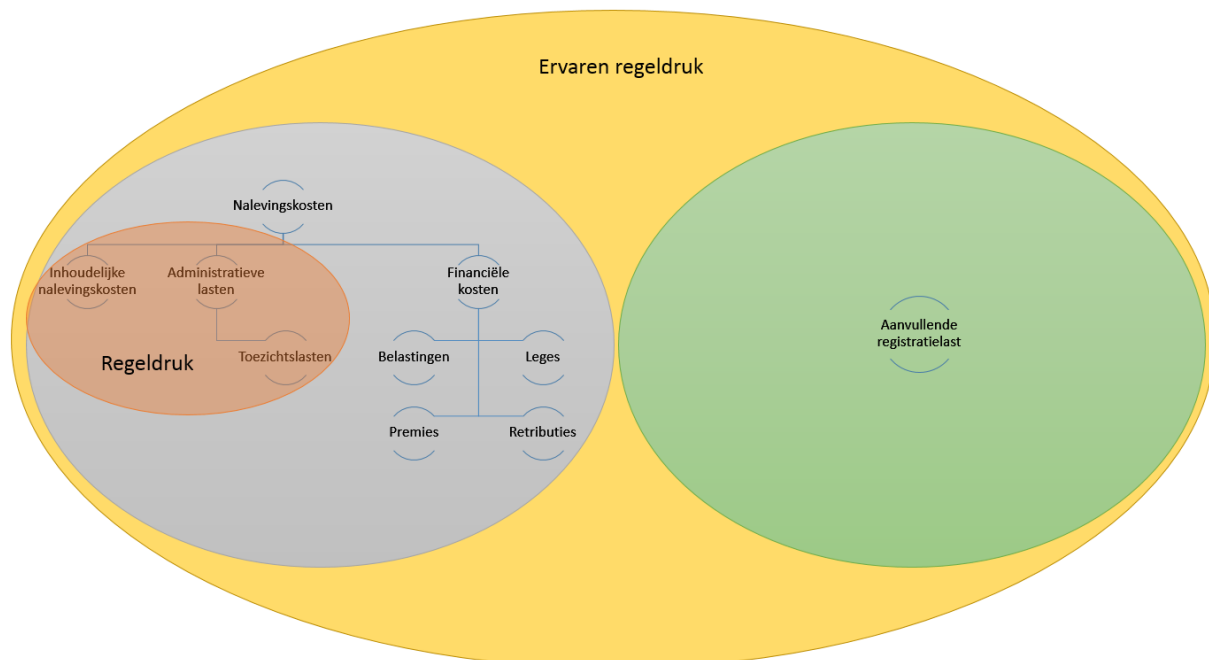 Ervaren regeldruk
Nalevingskosten
Inhoudelijke
nalevingskosten
Administratieve
lasten
Financiële
kosten
Regeldruk
Toezichtslasten
Belastingen
Leges
Premies
Retributies
Aanvullende
registratielast